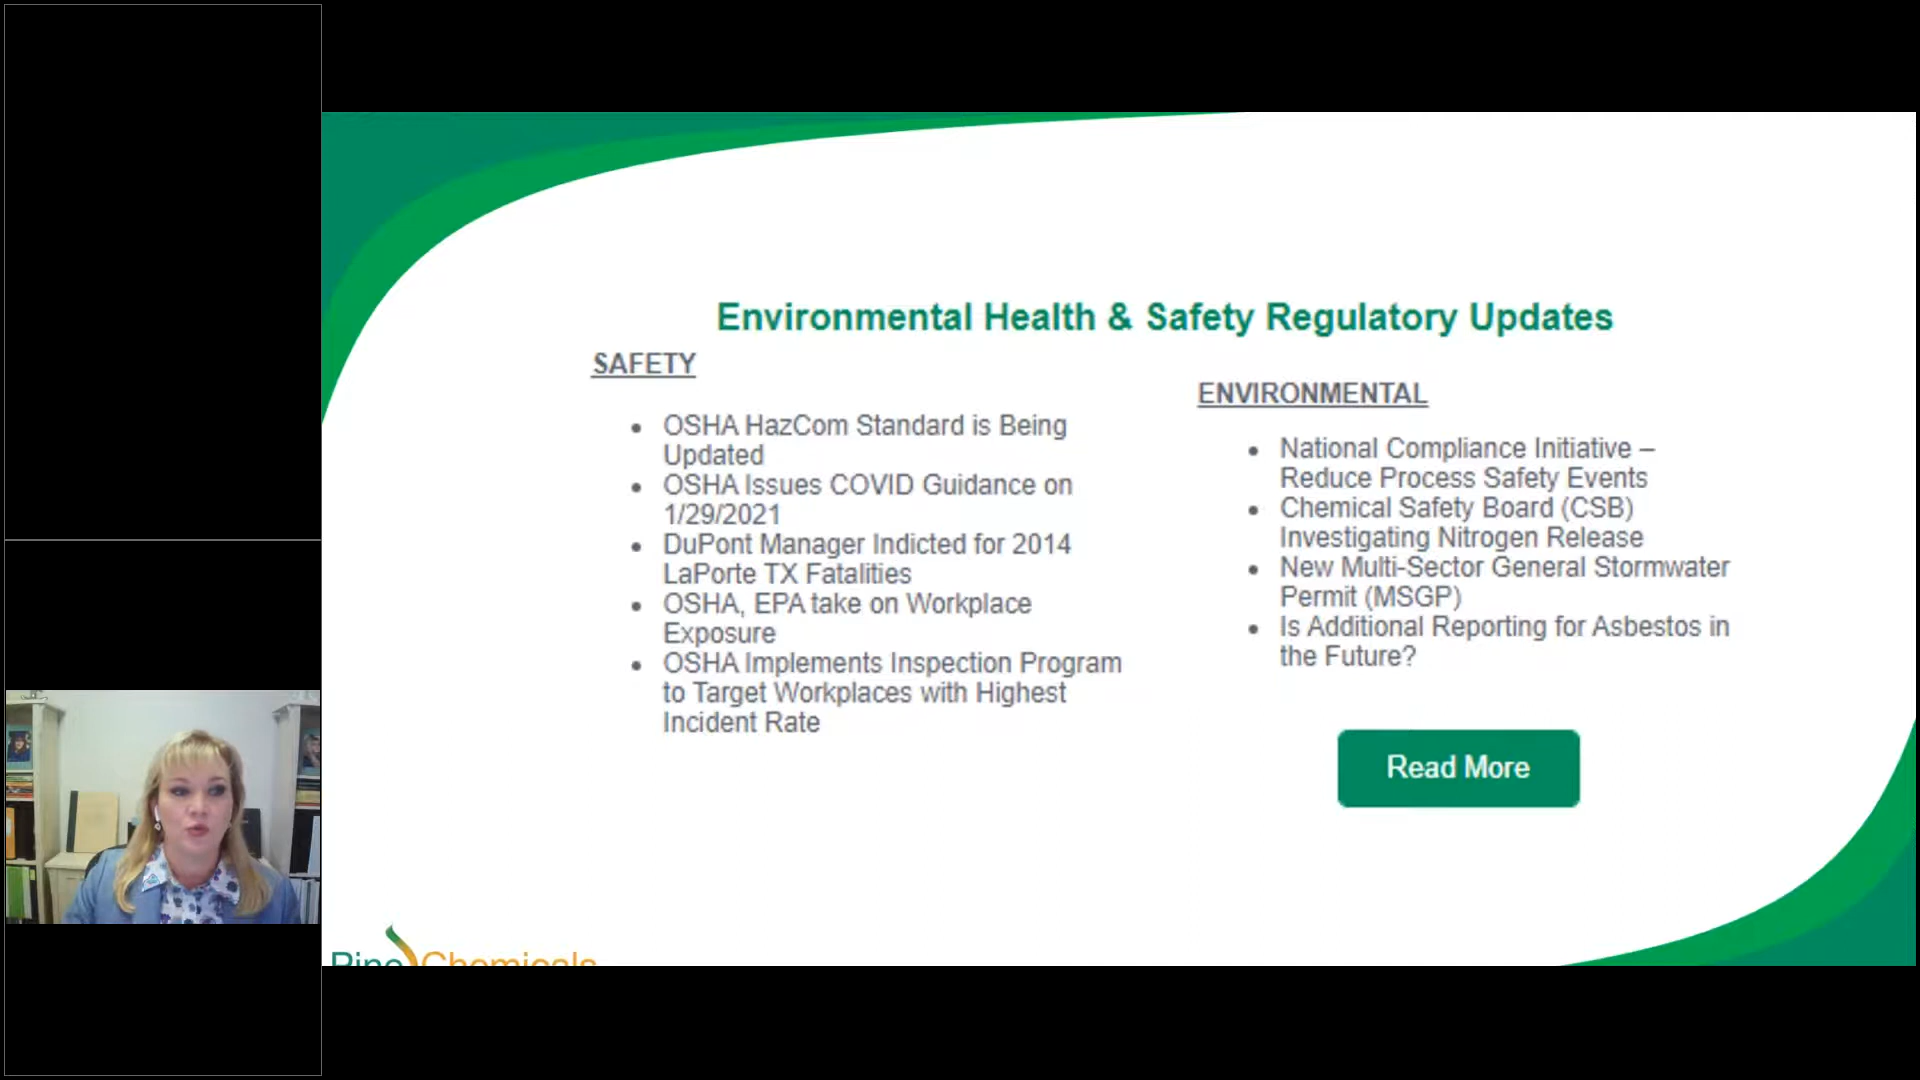 Environmental Health & Safety Regulatory Updates
SAFETY
OSHA HazCom Standard is Being
Updated
OSHA Issues COVID Guidance on
1/29/2021
DuPont Manager Indicted for 2014
LaPorte TX Fatalities
OSHA, EPA take on Workplace
Exposure
OSHA Implements Inspection Program
to Target Workplaces with Highest
Incident Rate
ENVIRONMENTAL
National Compliance Initiative –
Reduce Process Safety Events
Chemical Safety Board (CSB)
Investigating Nitrogen Release
New Multi-Sector General Stormwater
Permit (MSGP)
Is Additional Reporting for Asbestos in
the Future?
Read More
Pine Chemicals